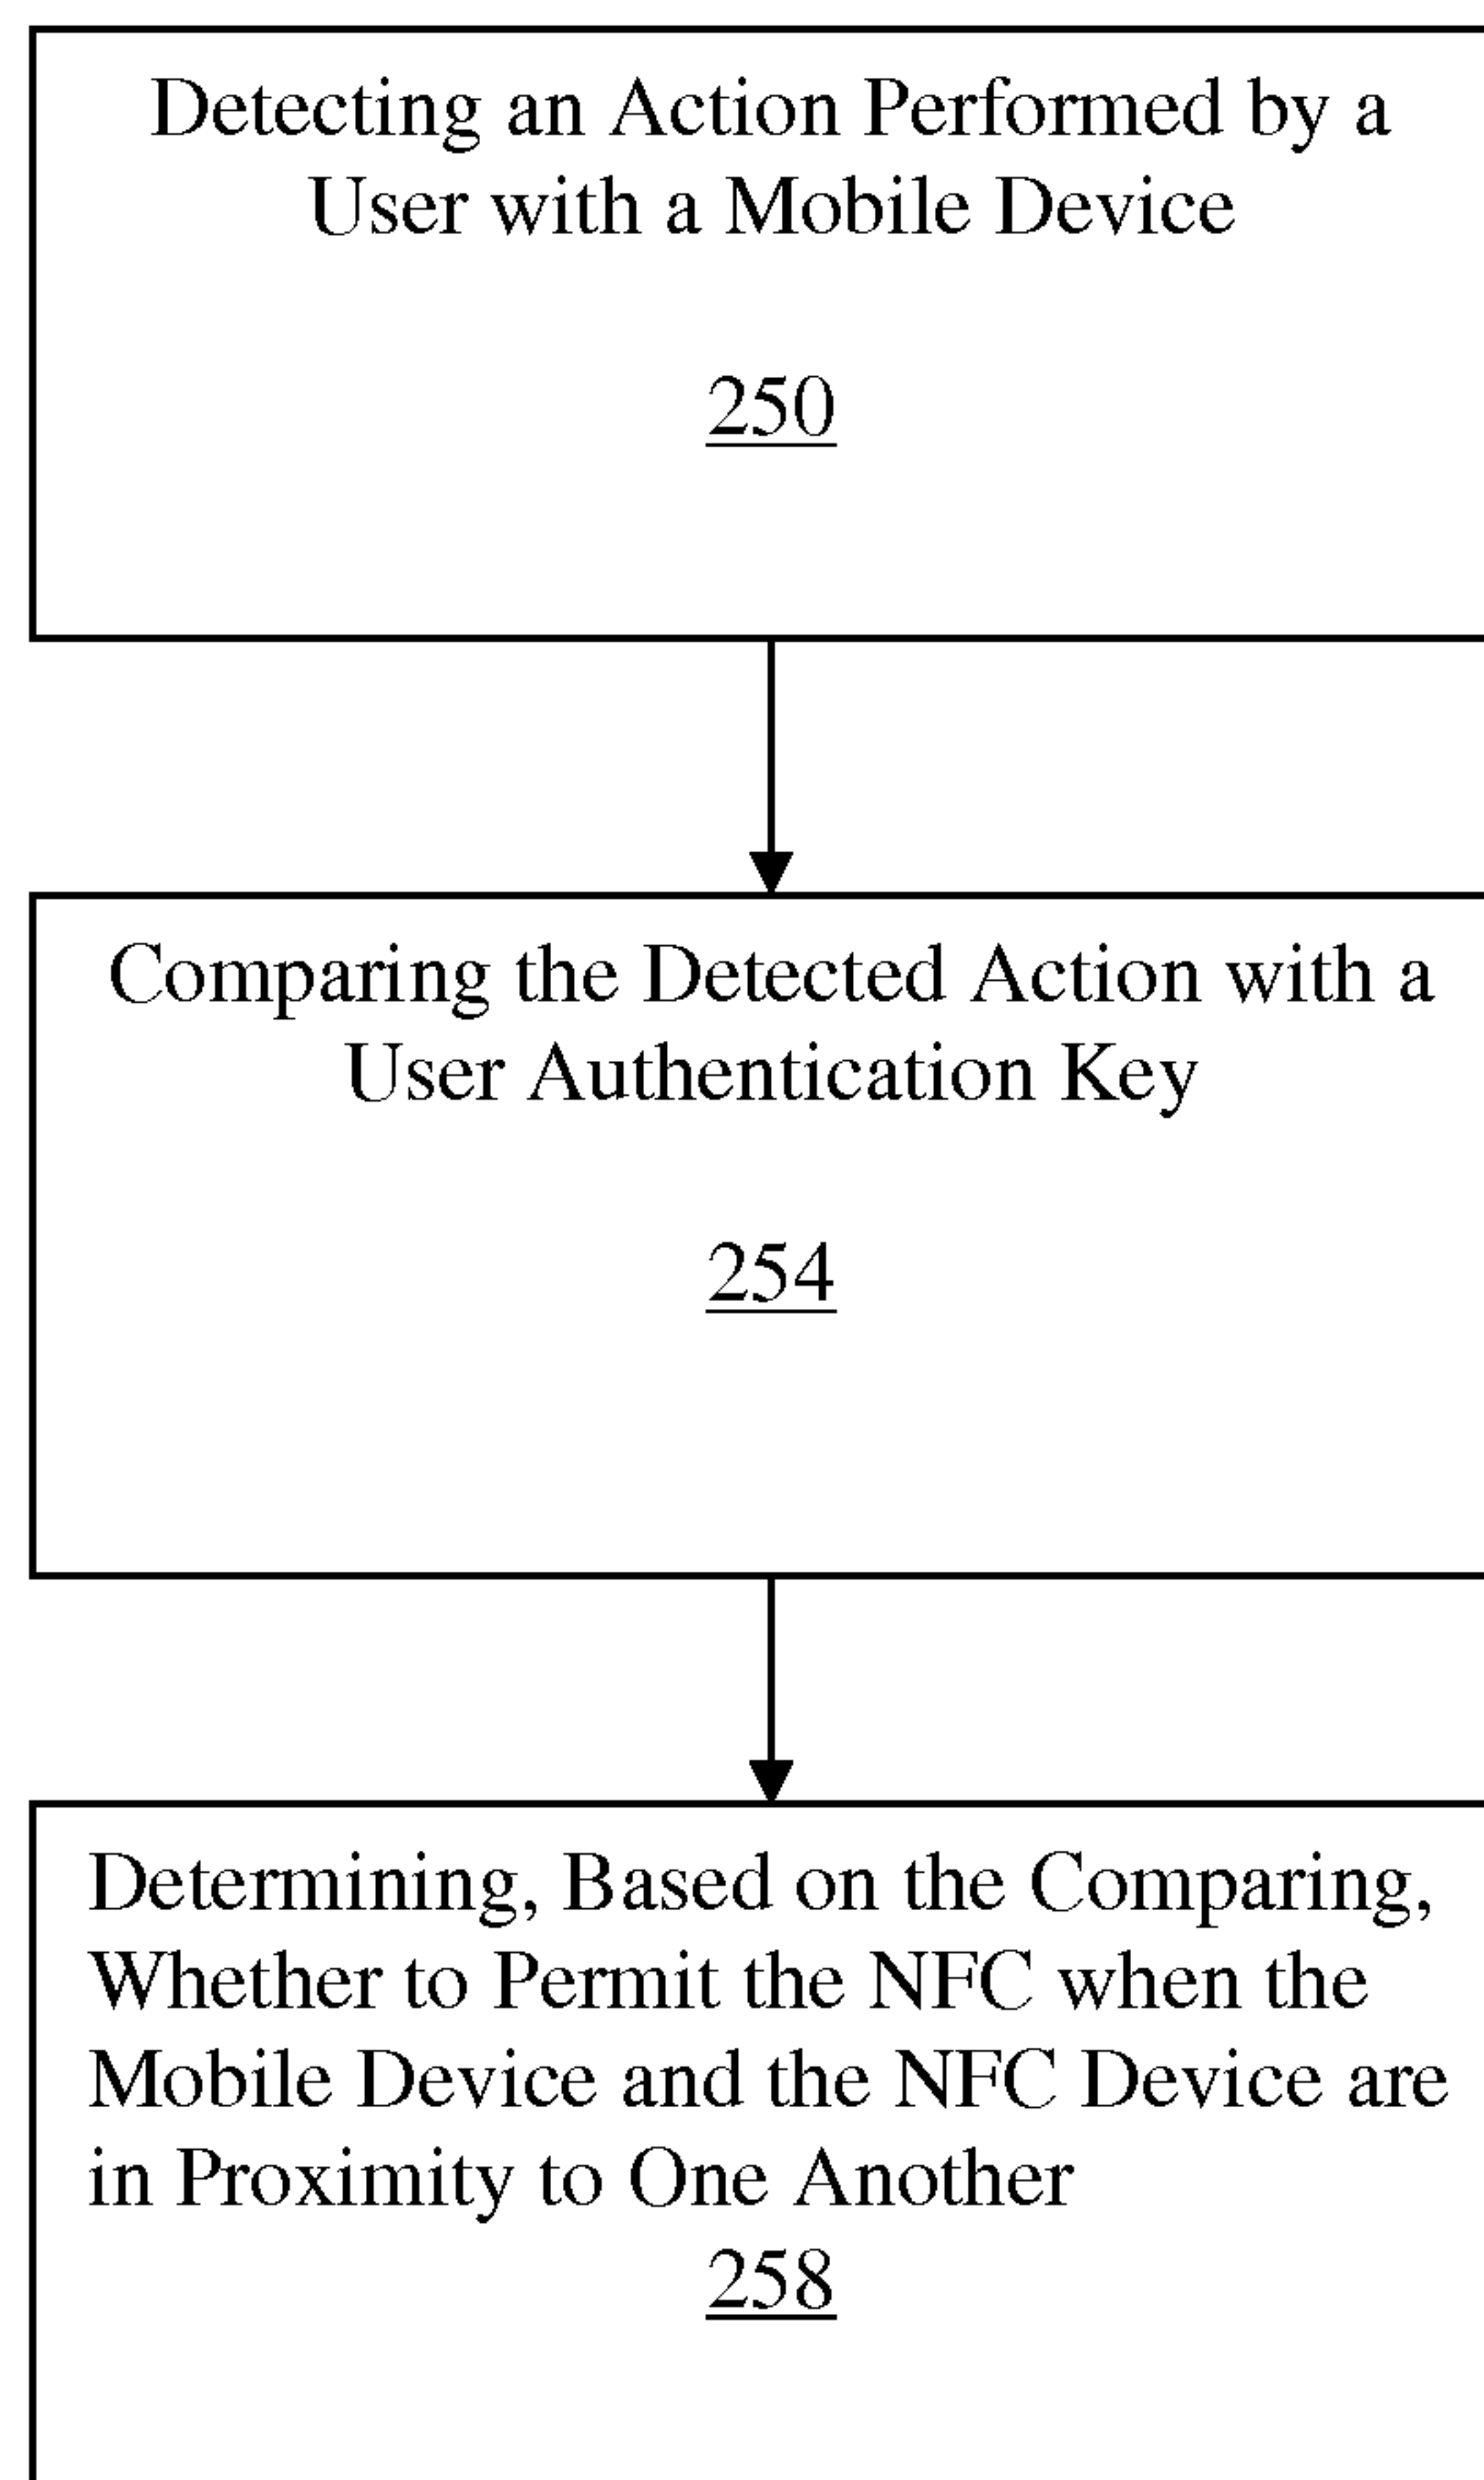 Detecting an Action Performed by a
User with a Mobile Device
250
Comparing the Detected Action with a
User Authentication Key
254
Determining, Based on the Comparing,
Whether to Permit the NFC when the
Mobile Device and the NFC Device are
in Proximity to One Another
258